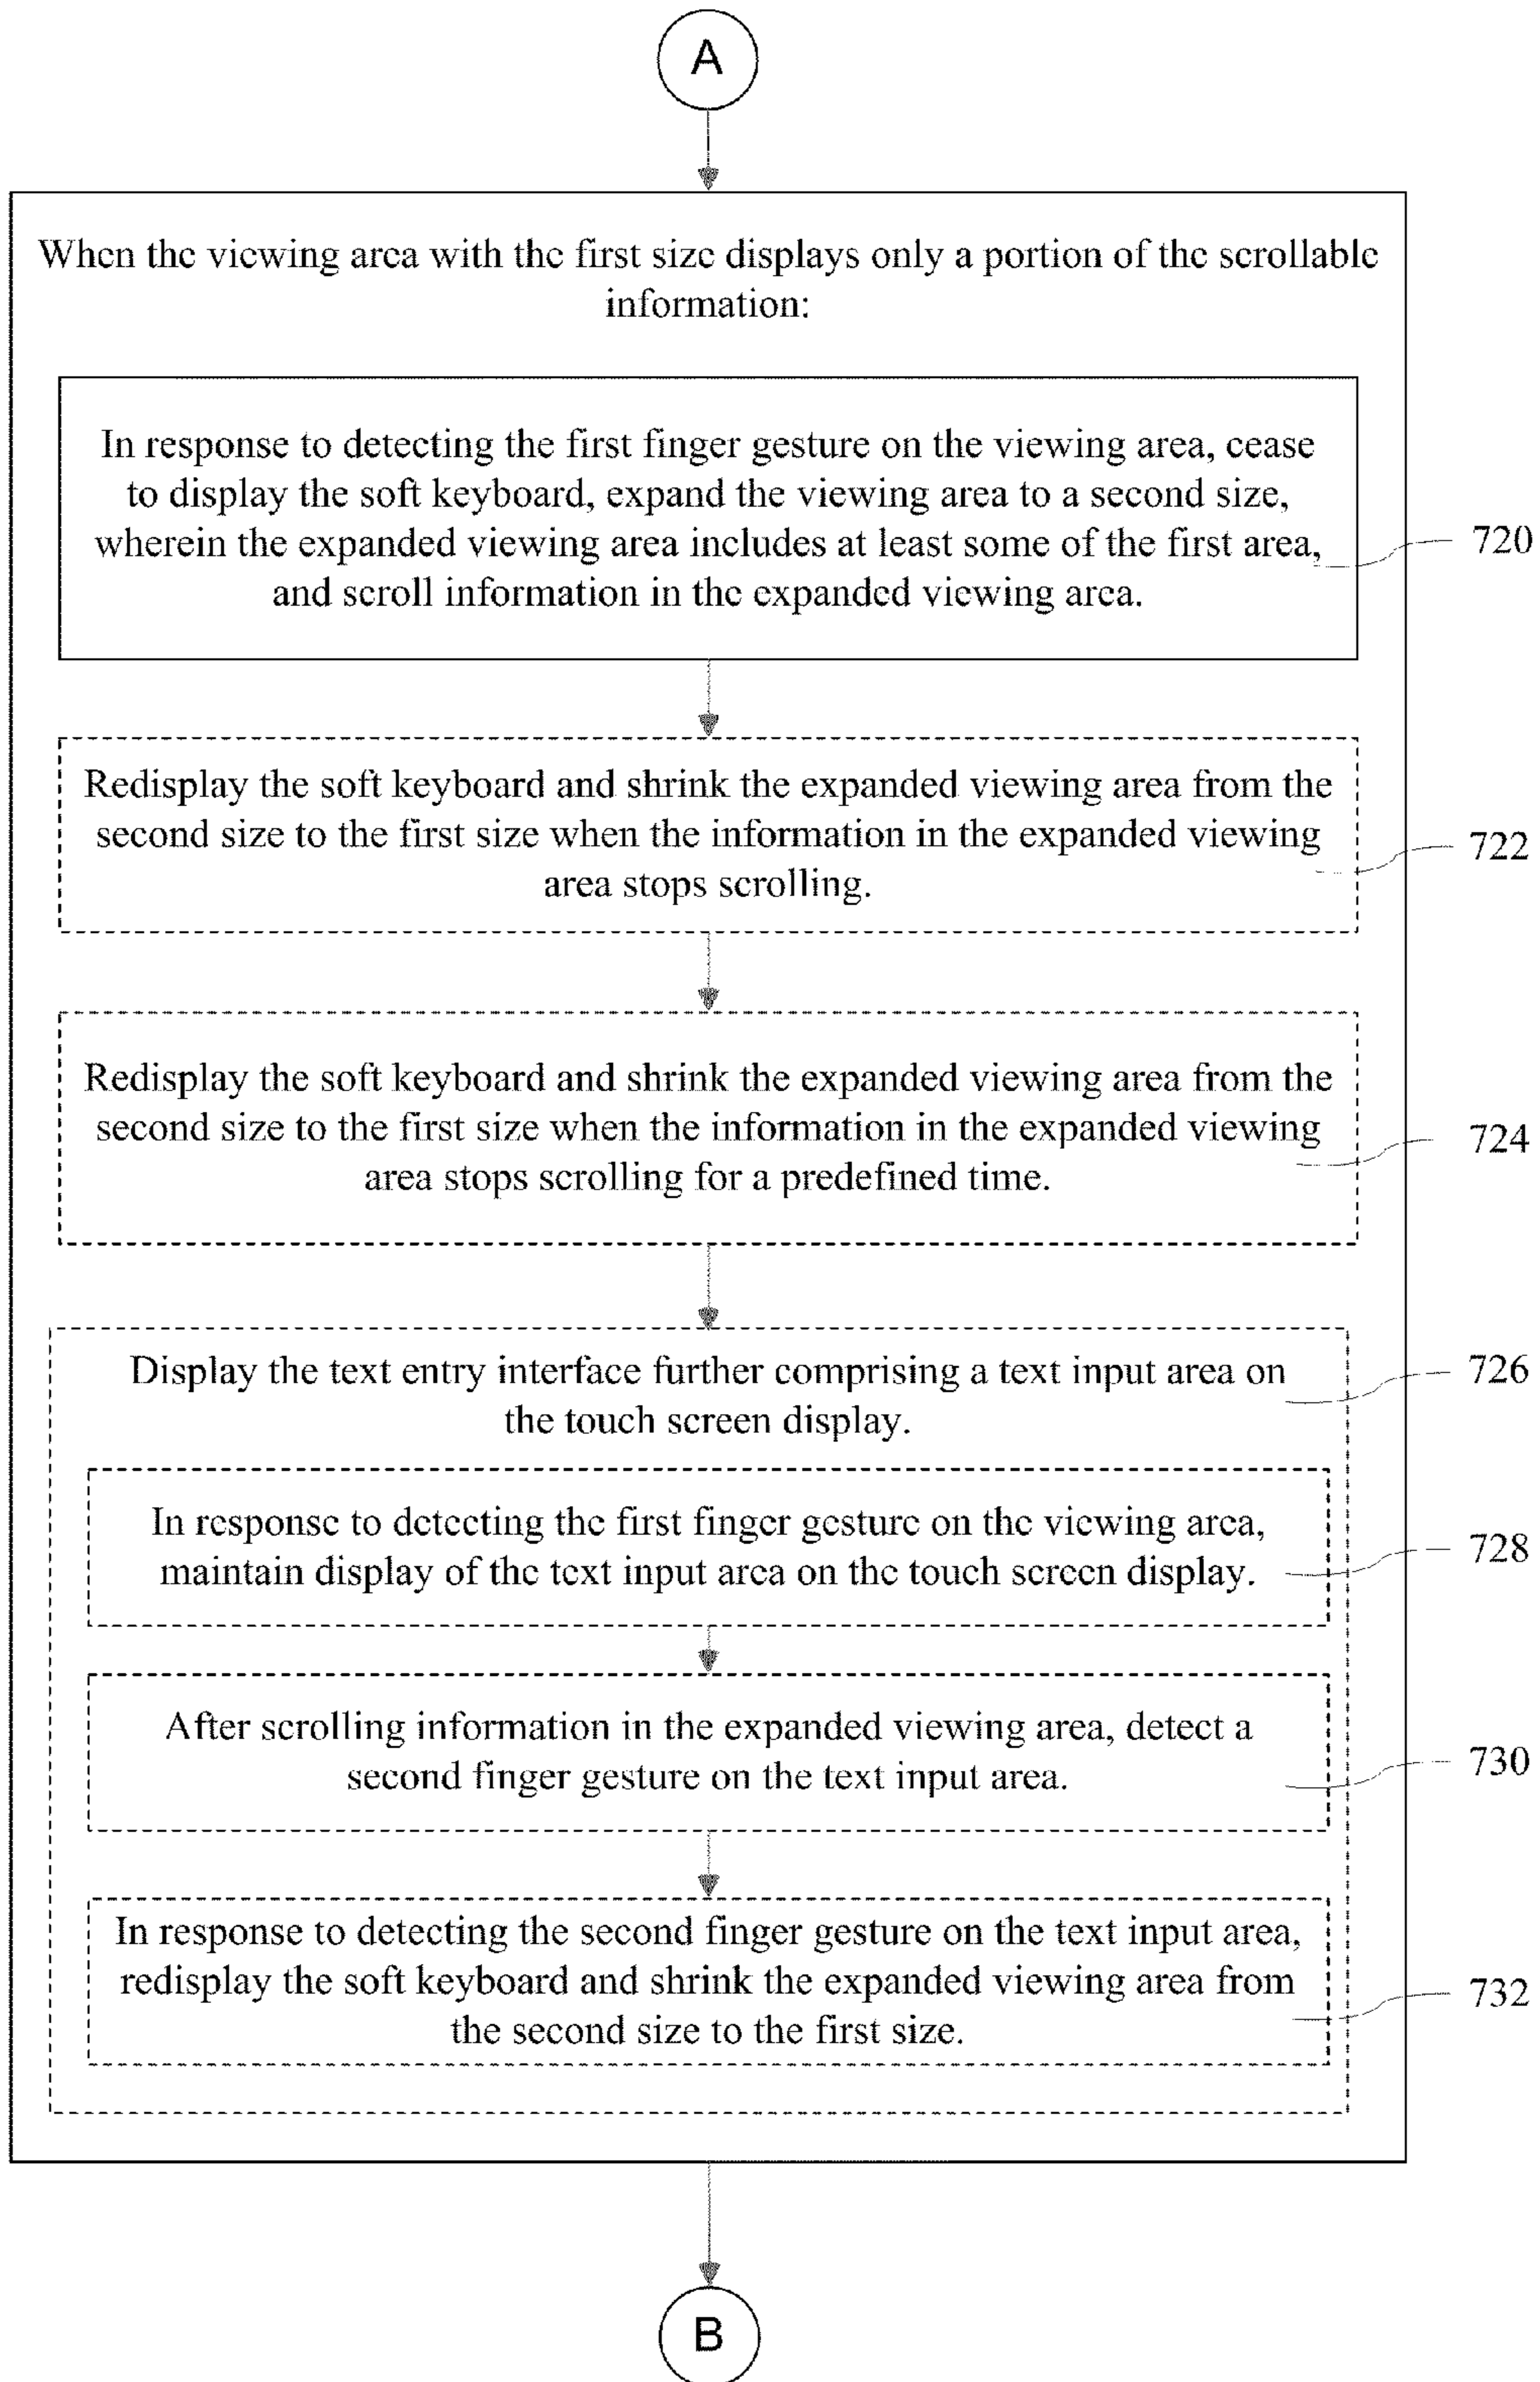 A
When the viewing area with the first size displays only a portion of the scrollable
information:
In response to detecting the first finger gesture on the viewing area, cease
to display the soft keyboard, expand the viewing area to a second size,
wherein the expanded viewing area includes at least some of the first area,
and scroll information in the expanded viewing area.
720
Redisplay the soft keyboard and shrink the expanded viewing area from the
second size to the first size when the information in the expanded viewing
area stops scrolling.
722
Redisplay the soft keyboard and shrink the expanded viewing area from the
second size to the first size when the information in the expanded viewing
area stops scrolling for a predefined time.
724
Display the text entry interface further comprising a text input area on
the touch screen display.
726
In response to detecting the first finger gesture on the viewing area,
maintain display of the text input area on the touch screen display.
728
After scrolling information in the expanded viewing area, detect a
second finger gesture on the text input area.
730
In response to detecting the second finger gesture on the text input area,
redisplay the soft keyboard and shrink the expanded viewing area from
the second size to the first size.
732
B